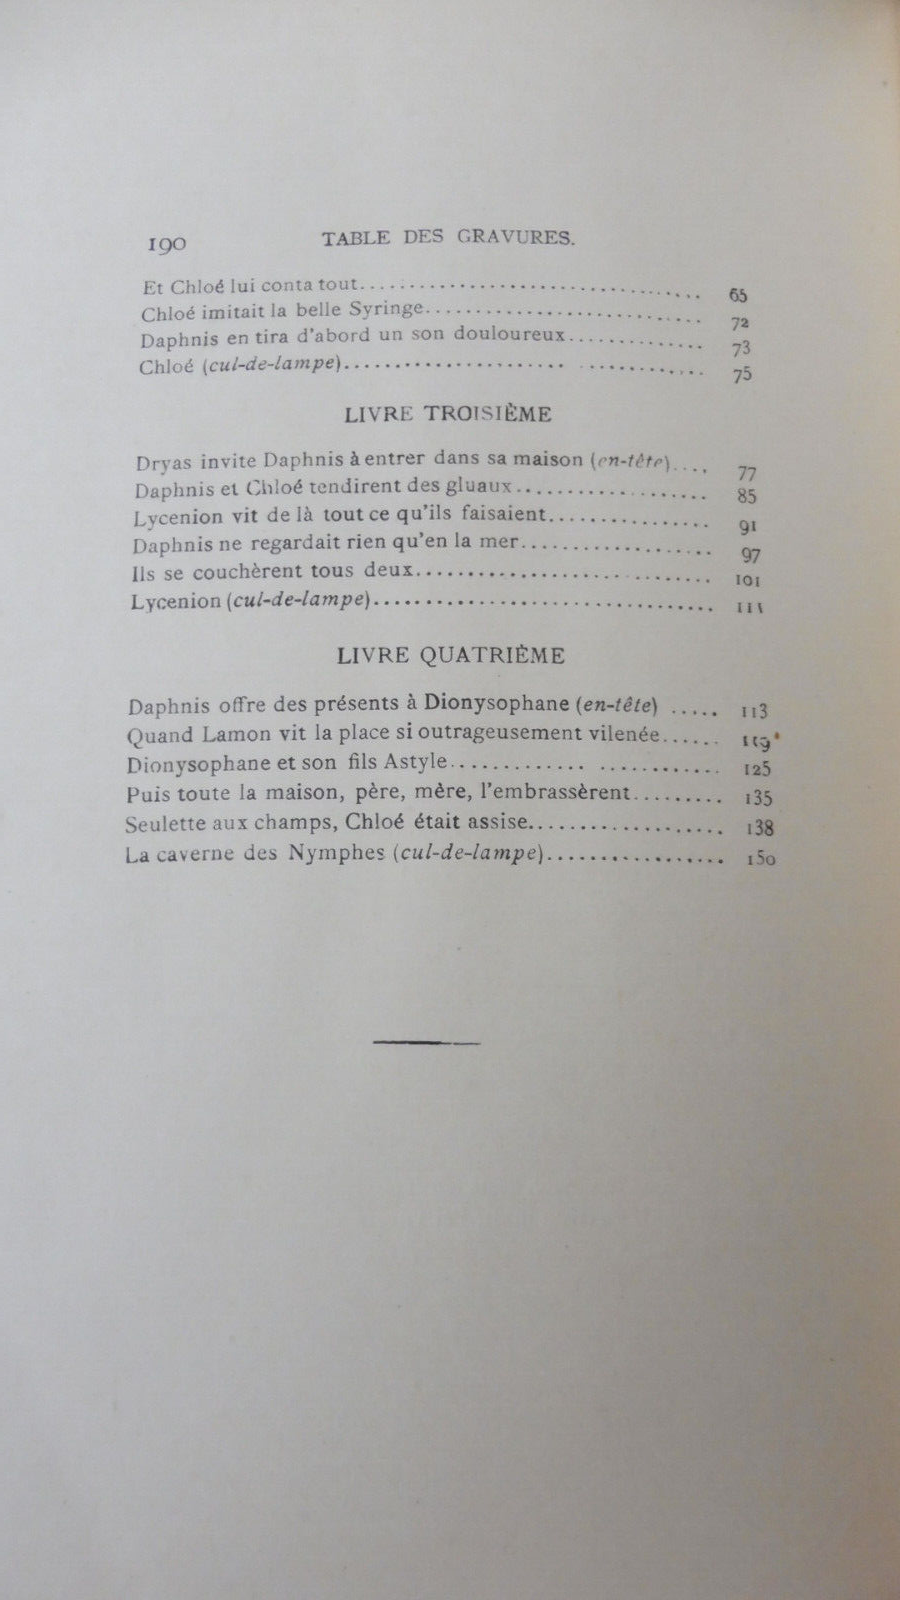 190 TABLE DES GRAVURES.
Et Chloé lui conta tout........................................ 65
Chloé imitait la belle Syringe................................. 72
Daphnis en tira d'abord un son douloureux............... 73
Chloé (cul-de-lampe)........................................ 75
LIVRE TROISIÈME
Dryas invite Daphnis à entrer dans sa maison (en-tête).... 77
Daphnis et Chloé tendirent des gluaux..................... 85
Lycenion vit de là tout ce qu'ils faisaient................ 91
Daphnis ne regardait rien qu'en la mer.................... 97
Ils se couchèrent tous deux................................ 101
Lycenion (cul-de-lampe).................................. 111
LIVRE QUATRIÈME
Daphnis offre des présents à Dionysophane (en-tête) ..... 113
Quand Lamon vit la place si outrageusement vilenée...... 119
Dionysophane et son fils Astyle............. ............ 125
Puis toute la maison, père, mère, l'embrassèrent......... 135
Seulette aux champs, Chloé était assise................... 138
La caverne des Nymphes (cul-de-lampe)................. 150